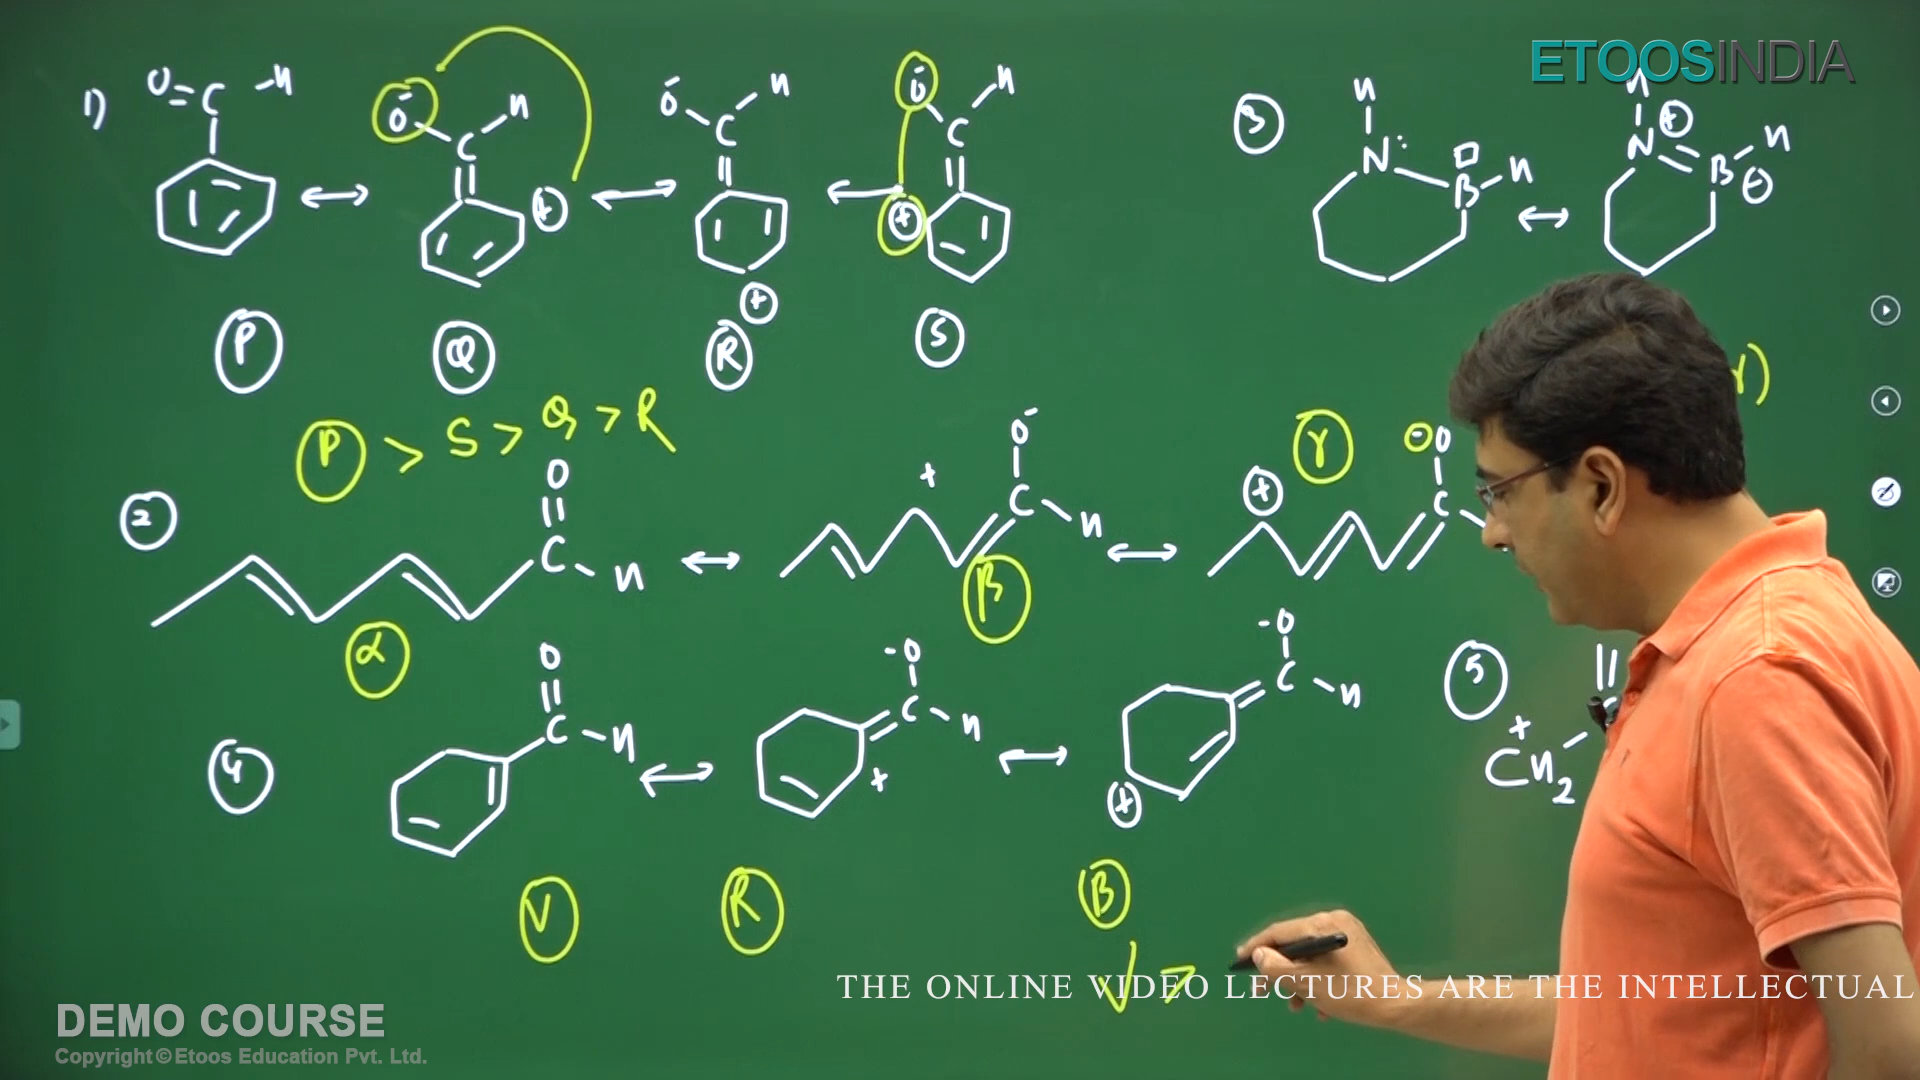 ETOOSINDIA
1) O=C-H
O⁻ C H ⊕
O⁻ C H ⊕
O⁻ C H ⊕
3 H N : B H
H N ⊕ B H ⊖
P Q R S
P > S > Q > R
γ)
2 O C H
α
+ O⁻ C H
β
⊕ γ ⊖O C
4 O C-H
-O C-H +
-O C-H ⊕
5 +
CH2
V R B
V >
THE ONLINE VIDEO LECTURES ARE THE INTELLECTUAL
DEMO COURSE
Copyright © Etoos Education Pvt. Ltd.